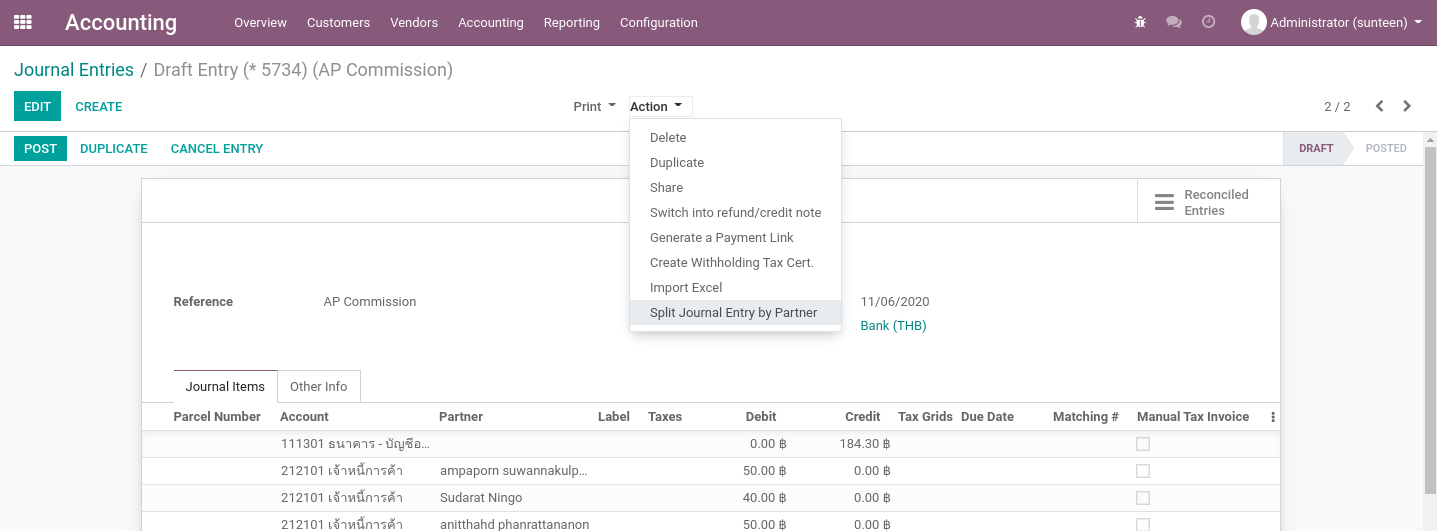 Accounting Overview Customers Vendors Accounting Reporting Configuration Administrator (sunteen)
Journal Entries / Draft Entry (* 5734) (AP Commission)
EDIT CREATE Print Action 2 / 2
POST DUPLICATE CANCEL ENTRY DRAFT POSTED
Delete
Duplicate
Share
Switch into refund/credit note
Generate a Payment Link
Create Withholding Tax Cert.
Import Excel
Split Journal Entry by Partner
Reconciled
Entries
Reference AP Commission 11/06/2020
Bank (THB)
Journal Items Other Info
Parcel Number Account Partner Label Taxes Debit Credit Tax Grids Due Date Matching # Manual Tax Invoice
111301 ธนาคาร - บัญชีอ... 0.00 ฿ 184.30 ฿
212101 เจ้าหนี้การค้า ampaporn suwannakulp... 50.00 ฿ 0.00 ฿
212101 เจ้าหนี้การค้า Sudarat Ningo 40.00 ฿ 0.00 ฿
212101 เจ้าหนี้การค้า anitthahd phanrattananon 50.00 ฿ 0.00 ฿